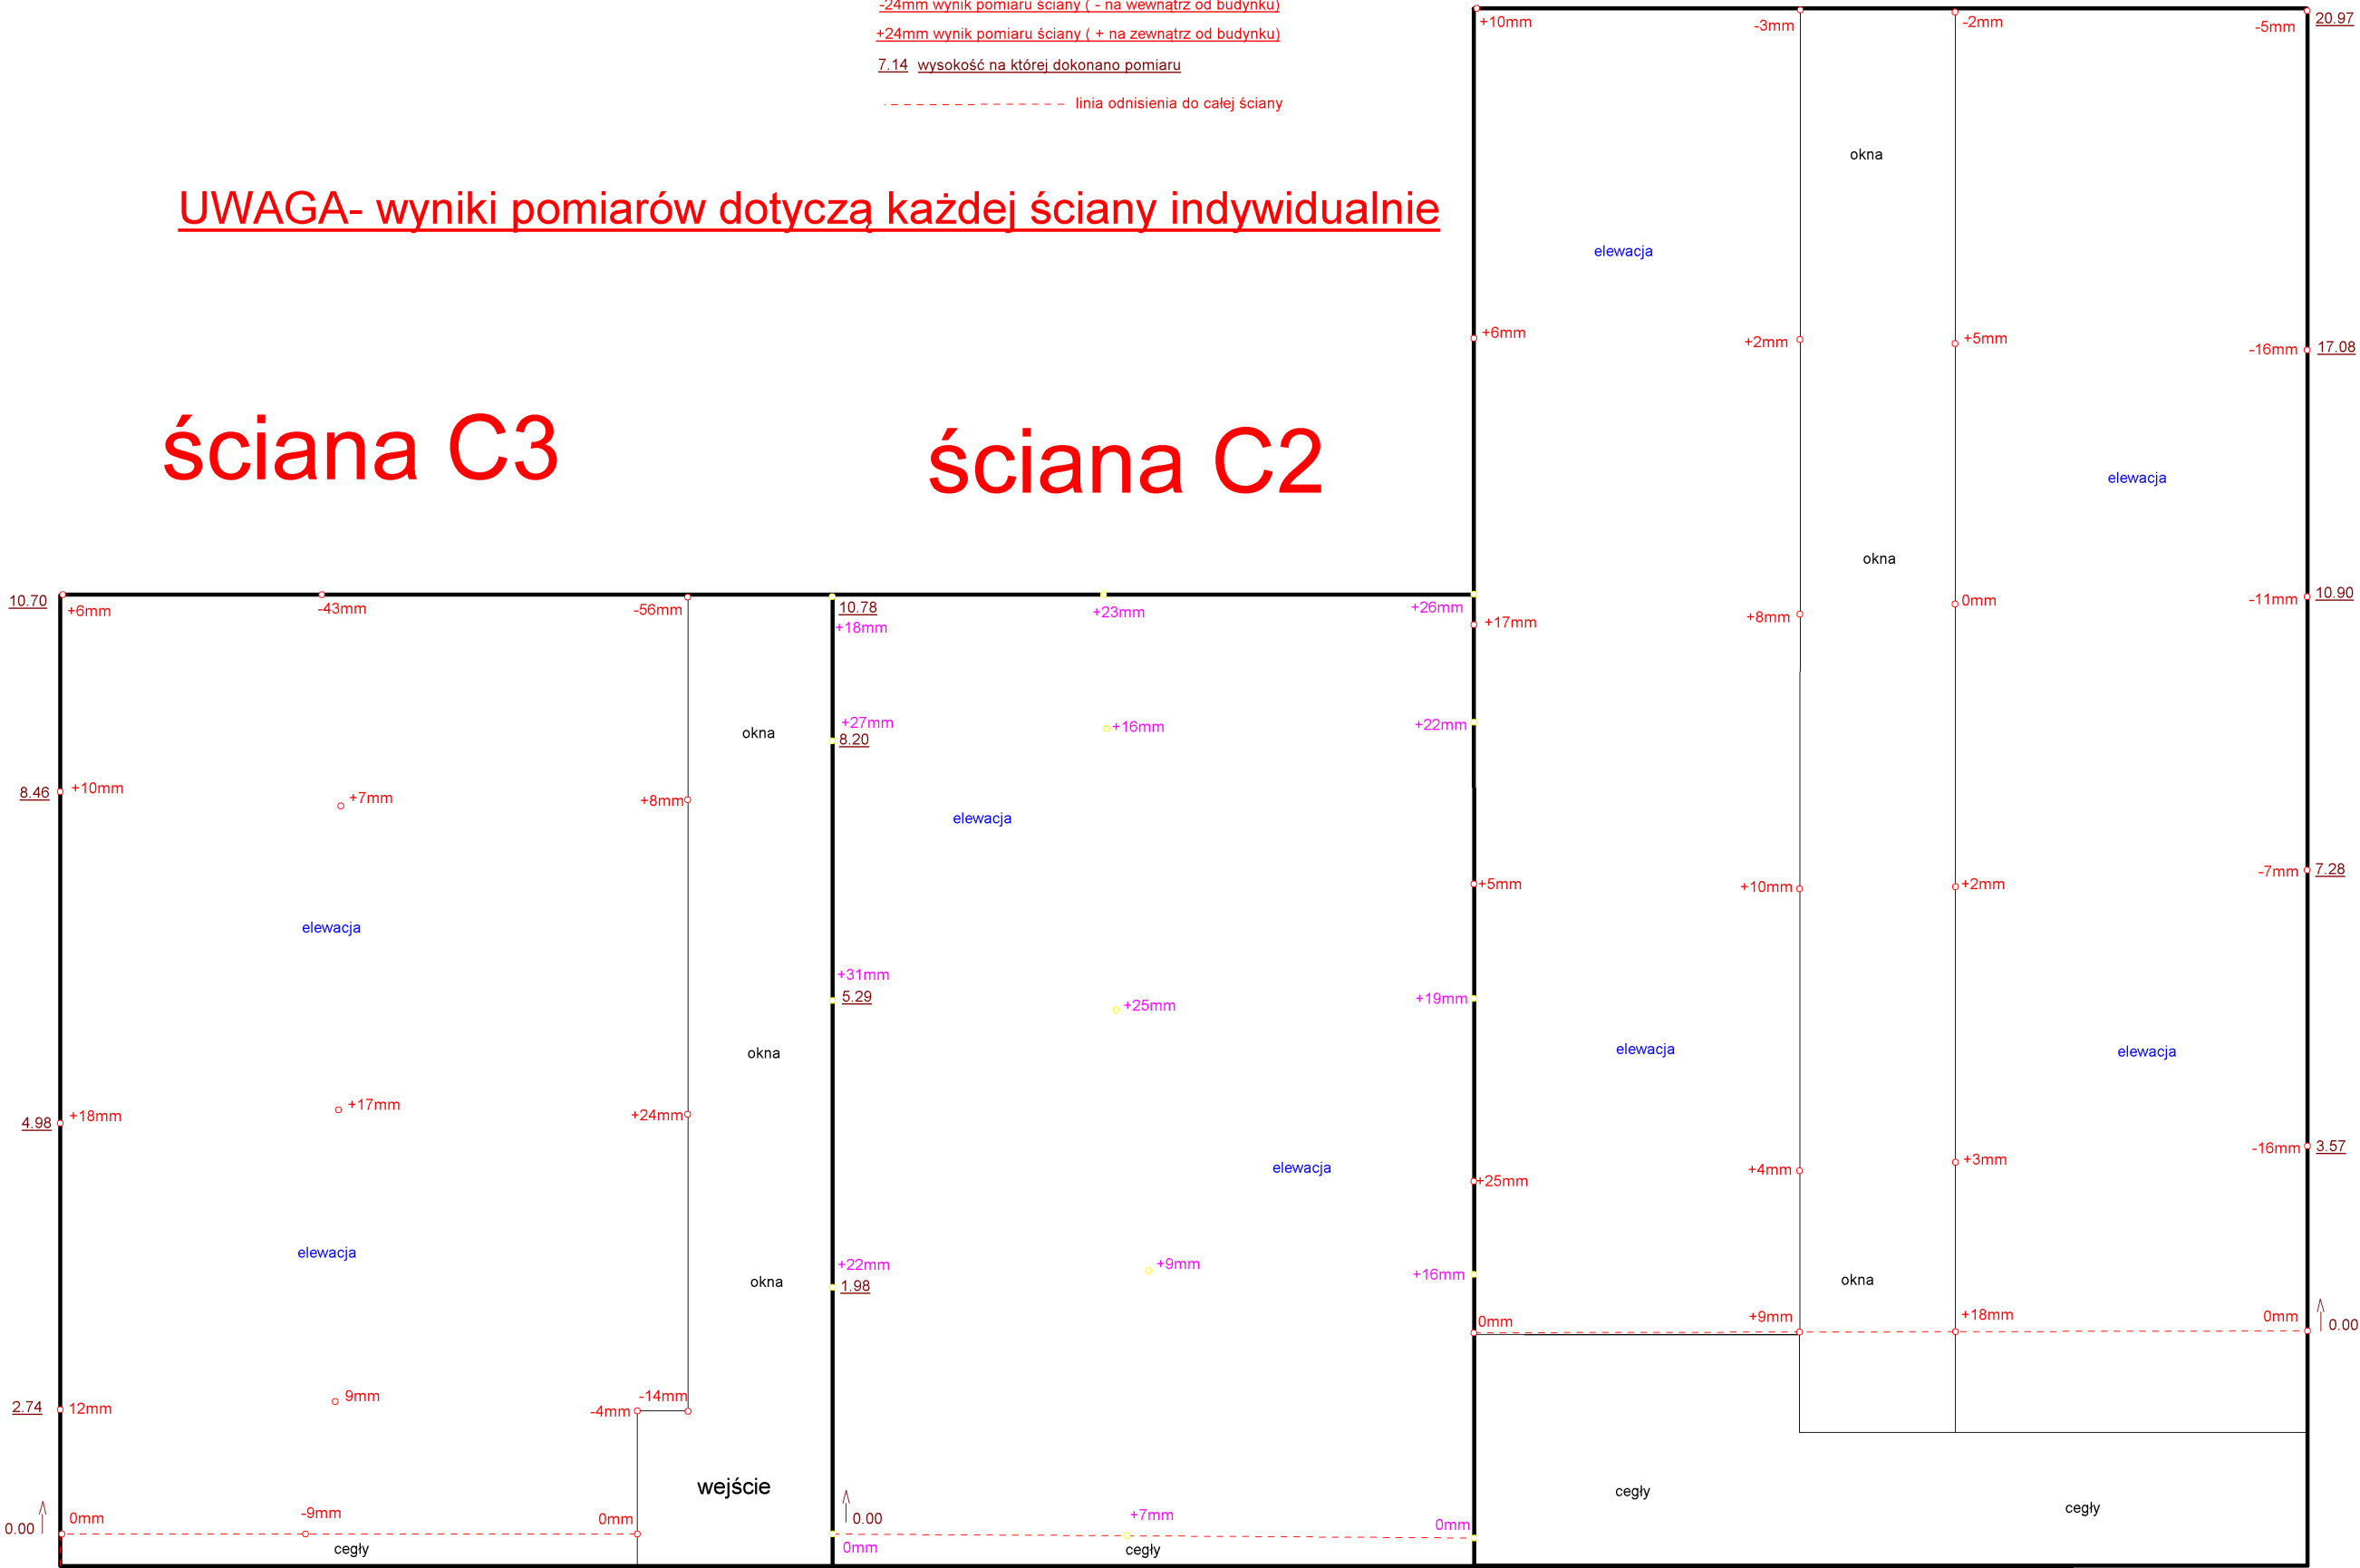 -24mm wynik pomiaru ściany ( - na wewnątrz od budynku)
+24mm wynik pomiaru ściany ( + na zewnątrz od budynku)
7.14 wysokość na której dokonano pomiaru
linia odnisienia do całej ściany
UWAGA- wyniki pomiarów dotyczą każdej ściany indywidualnie
ściana C3
10.70
+6mm -43mm -56mm
okna
8.46 +10mm +7mm +8mm
elewacja
okna
4.98 +18mm +17mm +24mm
elewacja
okna
2.74 12mm 9mm -4mm -14mm
wejście
0.00 0mm -9mm 0mm
cegły
ściana C2
10.78
+18mm +23mm +26mm
+27mm +16mm +22mm
8.20
elewacja
+31mm +25mm +19mm
5.29
elewacja
+22mm +9mm +16mm
1.98
0.00 +7mm 0mm
0mm cegły
+10mm -3mm -2mm -5mm 20.97
okna
elewacja
+6mm +2mm +5mm -16mm 17.08
elewacja
okna
+17mm +8mm 0mm -11mm 10.90
+5mm +10mm +2mm -7mm 7.28
elewacja elewacja
+25mm +4mm +3mm -16mm 3.57
okna
0mm +9mm +18mm 0mm 0.00
cegły cegły